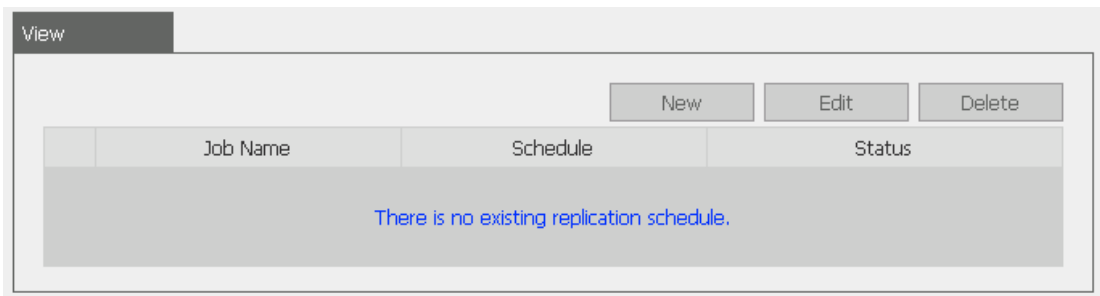 View
New Edit Delete
Job Name Schedule Status
There is no existing replication schedule.